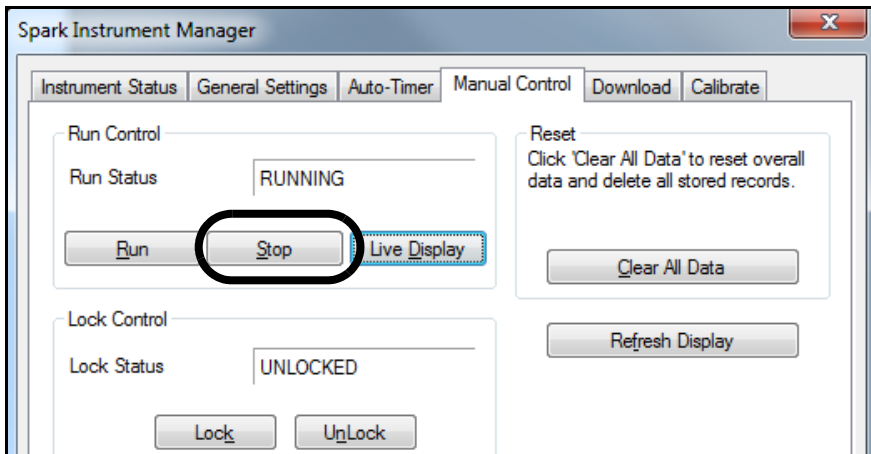 Spark Instrument Manager
Instrument Status General Settings Auto-Timer Manual Control Download Calibrate
Run Control
Run Status RUNNING
Run Stop Live Display
Lock Control
Lock Status UNLOCKED
Lock UnLock
Reset
Click 'Clear All Data' to reset overall
data and delete all stored records.
Clear All Data
Refresh Display